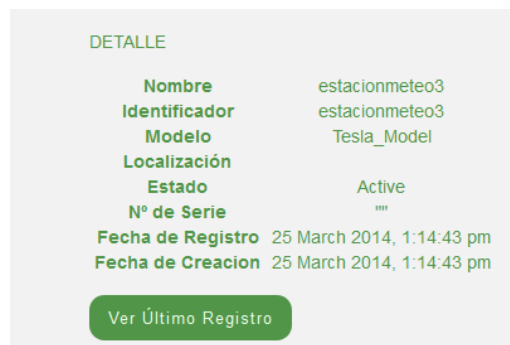 DETALLE
Nombre estacionmeteo3
Identificador estacionmeteo3
Modelo Tesla_Model
Localización
Estado Active
Nº de Serie ""
Fecha de Registro 25 March 2014, 1:14:43 pm
Fecha de Creacion 25 March 2014, 1:14:43 pm
Ver Último Registro